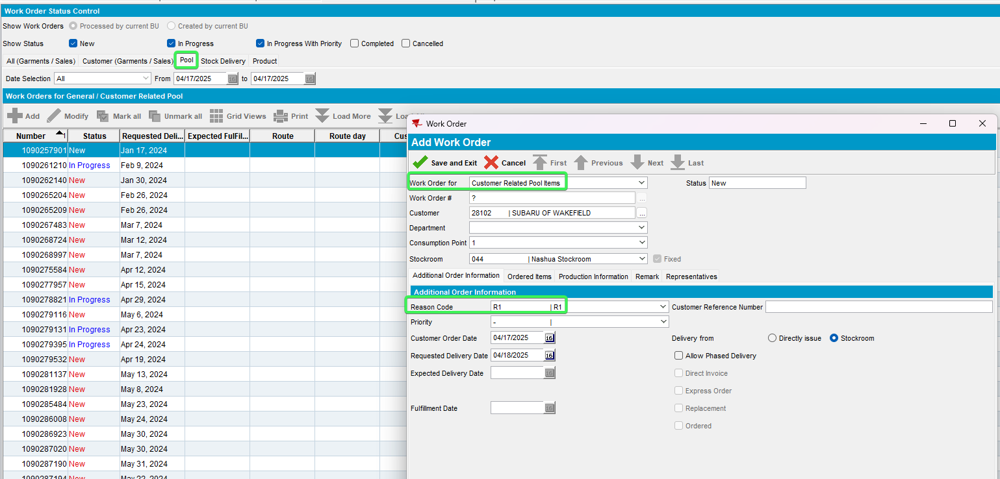 Work Order Status Control
Show Work Orders Processed by current BU Created by current BU
Show Status New In Progress In Progress With Priority Completed Cancelled
All (Garments / Sales) Customer (Garments / Sales) Pool Stock Delivery Product
Date Selection All From 04/17/2025 16 to 04/17/2025 16
Work Orders for General / Customer Related Pool
Add Modify Mark all Unmark all Grid Views Print Load More
Number 1 Status Requested Deli... Expected FulFil... Route Route day
1090257901 New Jan 17, 2024
1090261210 In Progress Feb 9, 2024
1090262140 New Jan 30, 2024
1090265204 New Feb 26, 2024
1090265209 New Feb 26, 2024
1090267483 New Mar 7, 2024
1090268724 New Mar 12, 2024
1090268997 New Mar 7, 2024
1090275584 New Apr 12, 2024
1090277957 New Apr 15, 2024
1090278821 In Progress Apr 29, 2024
1090279116 New May 6, 2024
1090279131 In Progress Apr 23, 2024
1090279395 In Progress Apr 24, 2024
1090279532 New Apr 19, 2024
1090281137 New May 13, 2024
1090281928 New May 8, 2024
1090285484 New May 23, 2024
1090286008 New May 24, 2024
1090286923 New May 30, 2024
1090287020 New May 30, 2024
1090287190 New May 31, 2024
1090287194 New May 22, 2024
Work Order
Add Work Order
Save and Exit Cancel First Previous Next Last
Work Order for Customer Related Pool Items Status New
Work Order # ? ...
Customer 28102 | SUBARU OF WAKEFIELD ...
Department
Consumption Point 1
Stockroom 044 | Nashua Stockroom Fixed
Additional Order Information Ordered Items Production Information Remark Representatives
Additional Order Information
Reason Code R1 | R1 Customer Reference Number
Priority - |
Customer Order Date 04/17/2025 16 Delivery from Directly issue Stockroom
Requested Delivery Date 04/18/2025 16 Allow Phased Delivery
Expected Delivery Date 16 Direct Invoice
Express Order
Fulfillment Date 16 Replacement
Ordered